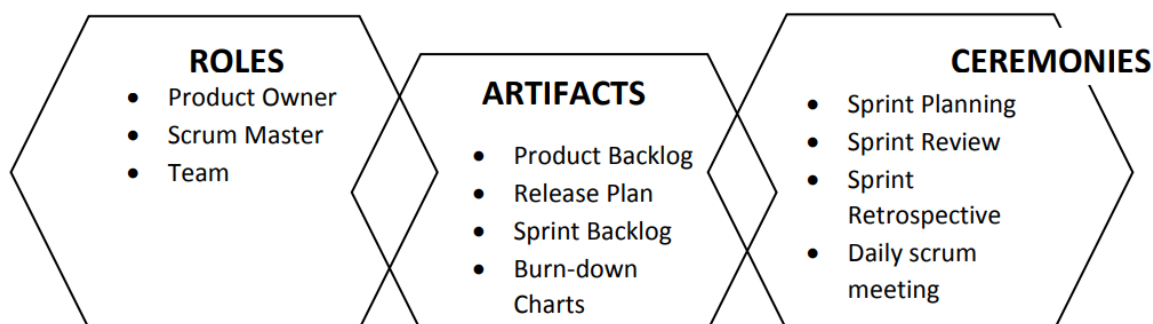 ROLES
• Product Owner
• Scrum Master
• Team
ARTIFACTS
• Product Backlog
• Release Plan
• Sprint Backlog
• Burn-down
Charts
CEREMONIES
• Sprint Planning
• Sprint Review
• Sprint
Retrospective
• Daily scrum
meeting